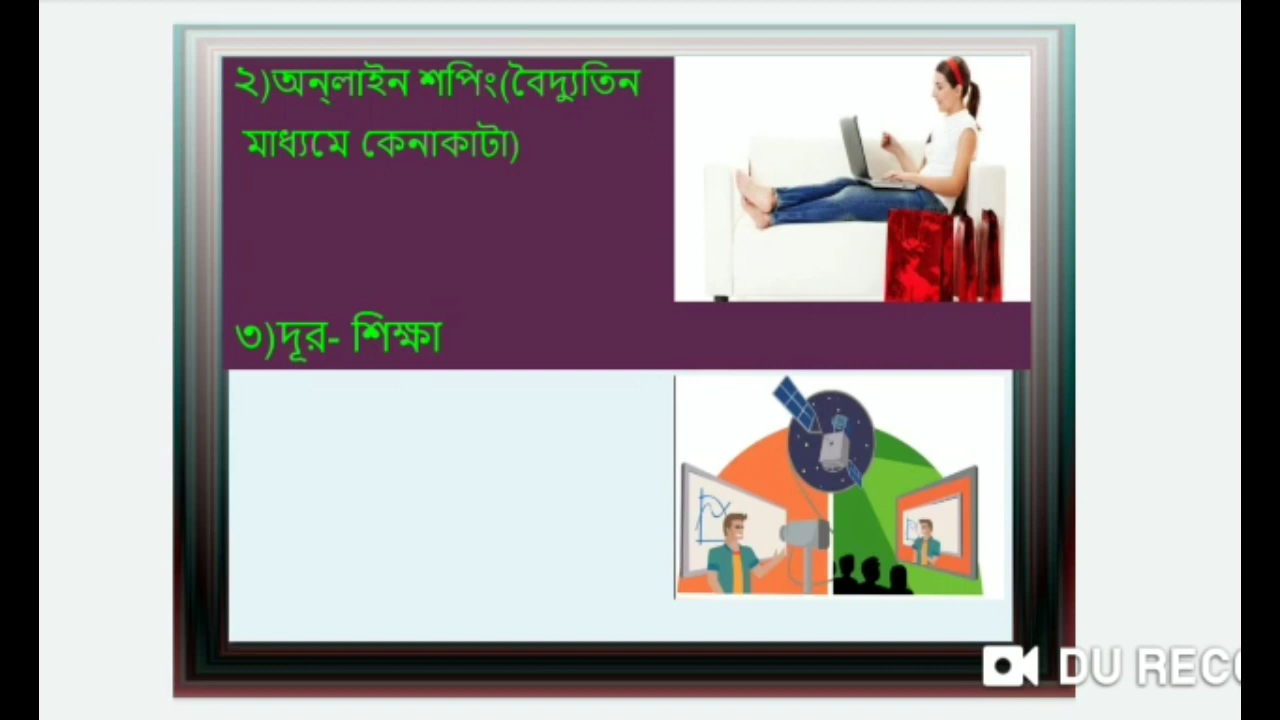 ২)অন্‌লাইন শপিং(বৈদ্যুতিন
মাধ্যমে কেনাকাটা)
৩)দূর- শিক্ষা
DU RECO